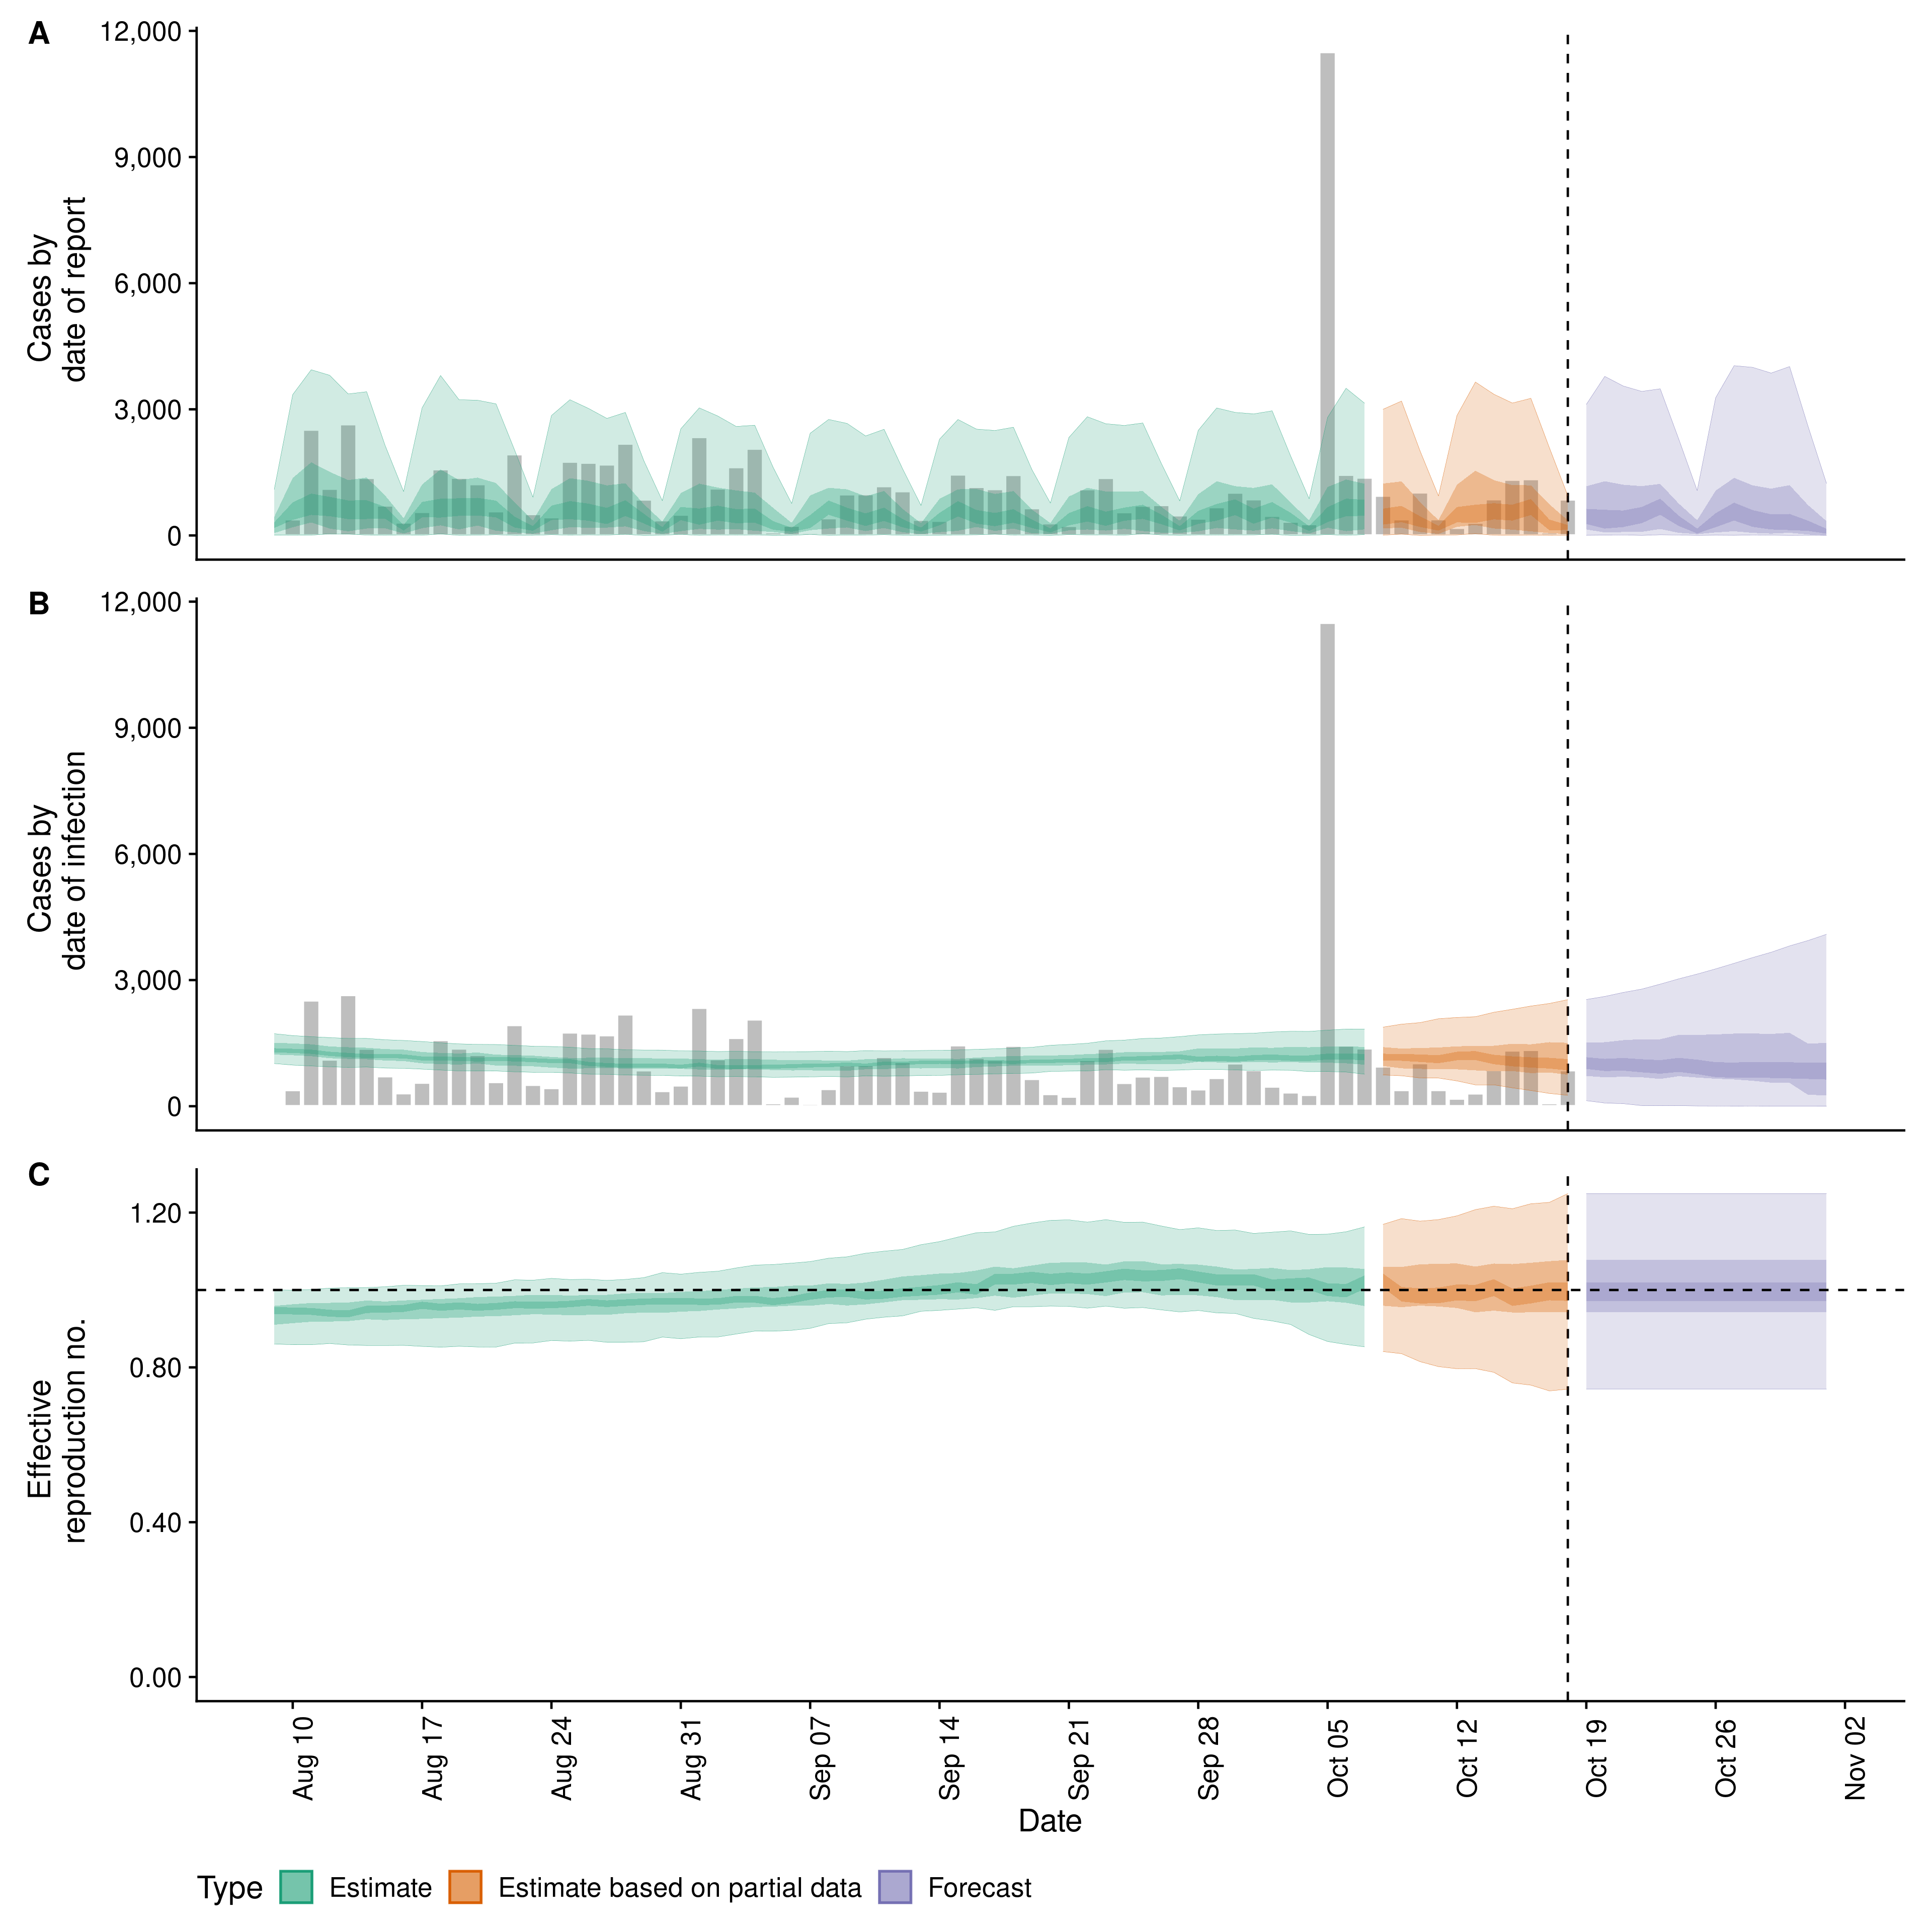 A
12,000
9,000
6,000
3,000
0
Cases by
date of report
B
12,000
9,000
6,000
3,000
0
Cases by
date of infection
C
1.20
0.80
0.40
0.00
Effective
reproduction no.
Aug 10
Aug 17
Aug 24
Aug 31
Sep 07
Sep 14
Sep 21
Sep 28
Oct 05
Oct 12
Oct 19
Oct 26
Nov 02
Date
Type Estimate Estimate based on partial data Forecast